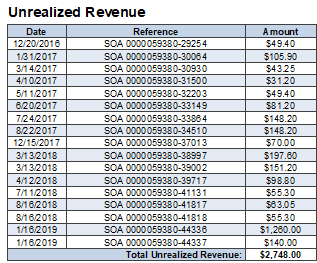 Unrealized Revenue
Date Reference Amount
12/20/2016 SOA 0000059380-29254 $49.40
1/31/2017 SOA 0000059380-30064 $105.90
3/14/2017 SOA 0000059380-30930 $43.25
4/10/2017 SOA 0000059380-31500 $31.20
5/11/2017 SOA 0000059380-32203 $49.40
6/20/2017 SOA 0000059380-33149 $81.20
7/24/2017 SOA 0000059380-33864 $148.20
8/22/2017 SOA 0000059380-34510 $148.20
12/15/2017 SOA 0000059380-37013 $70.00
3/13/2018 SOA 0000059380-38997 $197.60
3/13/2018 SOA 0000059380-39002 $151.20
4/12/2018 SOA 0000059380-39717 $98.80
7/11/2018 SOA 0000059380-41131 $55.30
8/16/2018 SOA 0000059380-41817 $63.05
8/16/2018 SOA 0000059380-41818 $55.30
1/16/2019 SOA 0000059380-44336 $1,260.00
1/16/2019 SOA 0000059380-44337 $140.00
Total Unrealized Revenue: $2,748.00